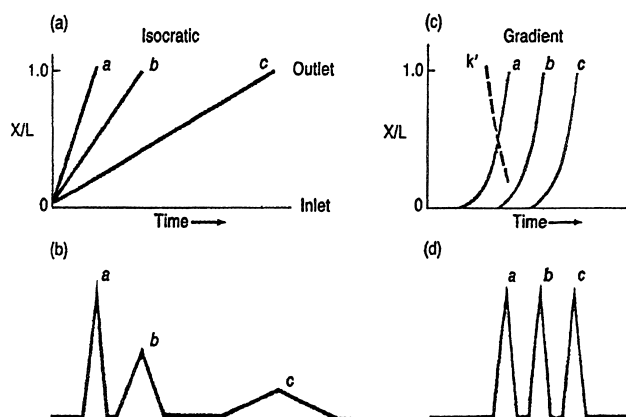 (a)
Isocratic
a
b
c
1.0
Outlet
X/L
0
Inlet
Time
(c)
Gradient
k'
a
b
c
1.0
X/L
0
Time
(b)
a
b
c
(d)
a
b
c